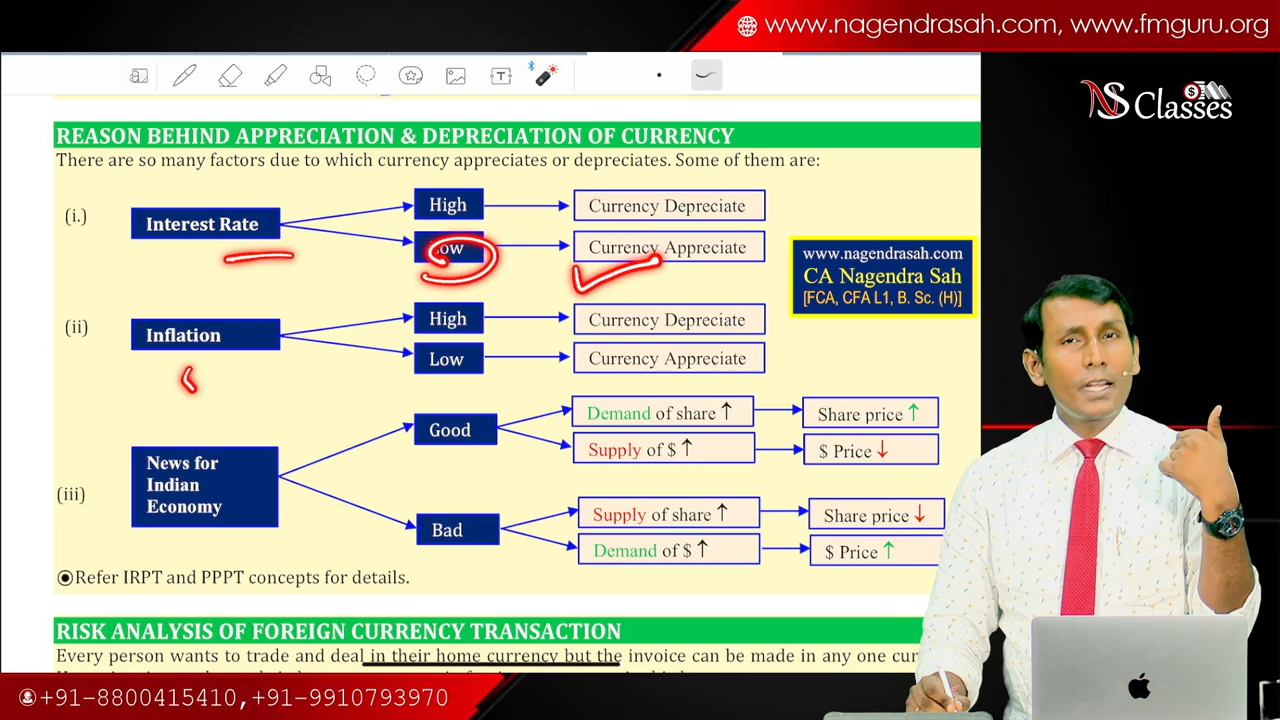 www.nagendrasah.com, www.fmguru.org
NS Classes
REASON BEHIND APPRECIATION & DEPRECIATION OF CURRENCY
There are so many factors due to which currency appreciates or depreciates. Some of them are:
(i.)
Interest Rate
High
Currency Depreciate
Low
Currency Appreciate
www.nagendrasah.com
CA Nagendra Sah
[FCA, CFA L1, B. Sc. (H)]
(ii)
Inflation
High
Currency Depreciate
Low
Currency Appreciate
(iii)
News for
Indian
Economy
Good
Demand of share ↑
Share price ↑
Supply of $ ↑
$ Price ↓
Bad
Supply of share ↑
Share price ↓
Demand of $ ↑
$ Price ↑
◉Refer IRPT and PPPT concepts for details.
RISK ANALYSIS OF FOREIGN CURRENCY TRANSACTION
Every person wants to trade and deal in their home currency but the invoice can be made in any one
+91-8800415410,+91-9910793970